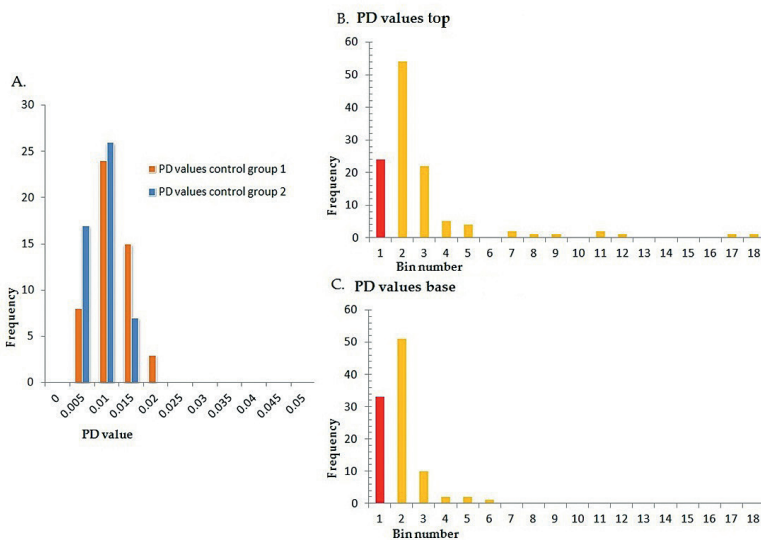 A.
30
25
20
15
10
5
0
Frequency
PD values control group 1
PD values control group 2
0 0.005 0.01 0.015 0.02 0.025 0.03 0.035 0.04 0.045 0.05
PD value
B. PD values top
60
50
40
30
20
10
0
Frequency
1 2 3 4 5 6 7 8 9 10 11 12 13 14 15 16 17 18
Bin number
C. PD values base
60
50
40
30
20
10
0
Frequency
1 2 3 4 5 6 7 8 9 10 11 12 13 14 15 16 17 18
Bin number